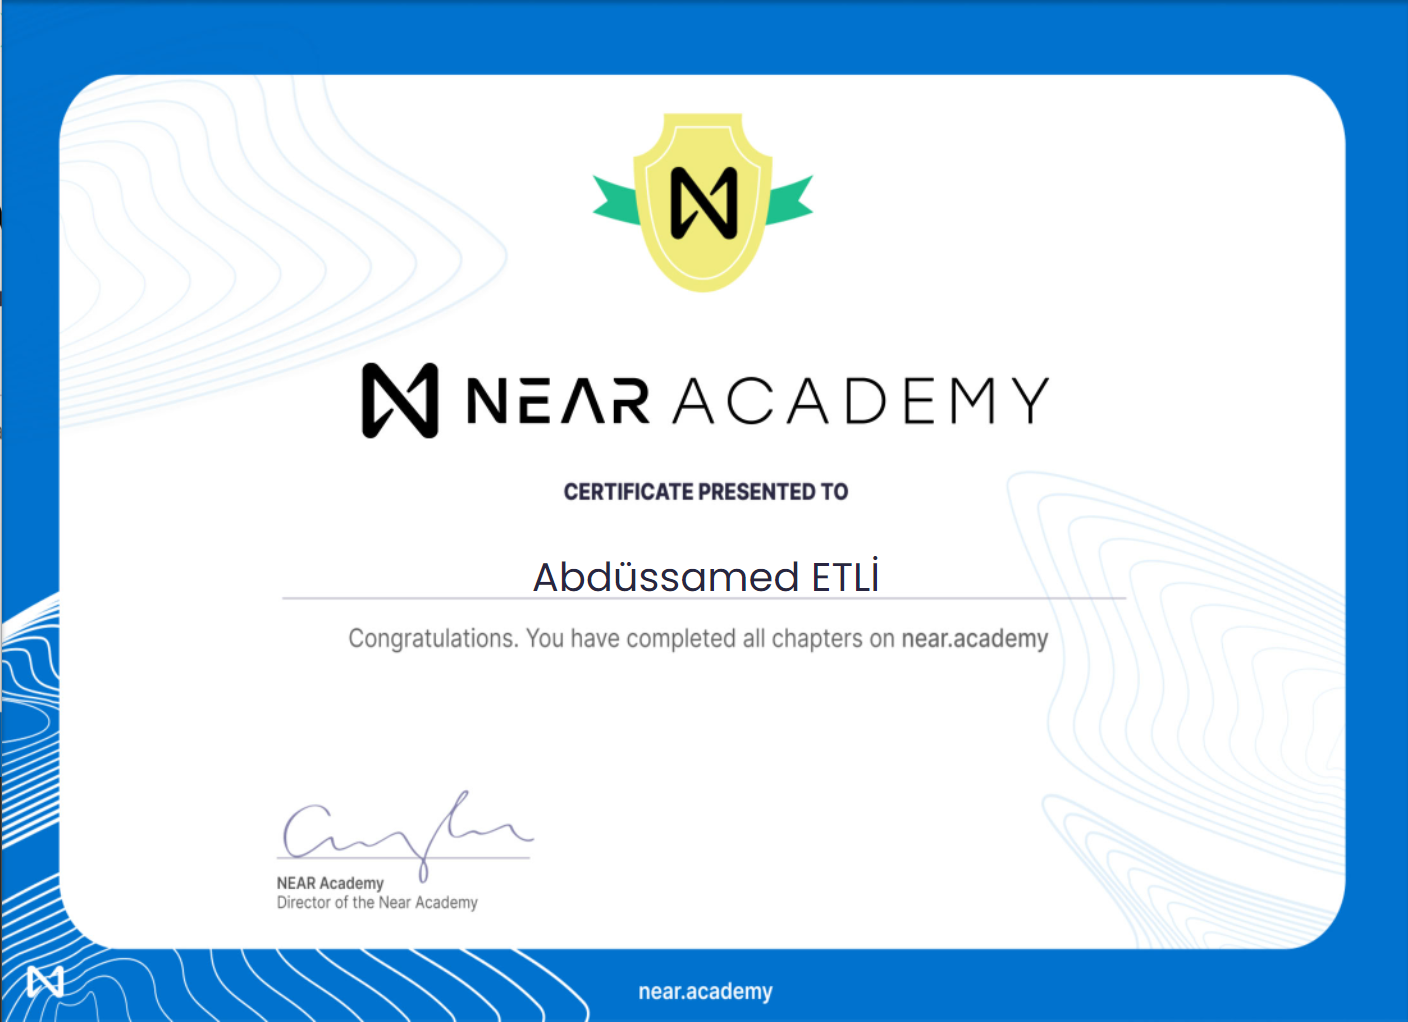 NEAR ACADEMY
CERTIFICATE PRESENTED TO
Abdüssamed ETLİ
Congratulations. You have completed all chapters on near.academy
NEAR Academy
Director of the Near Academy
near.academy